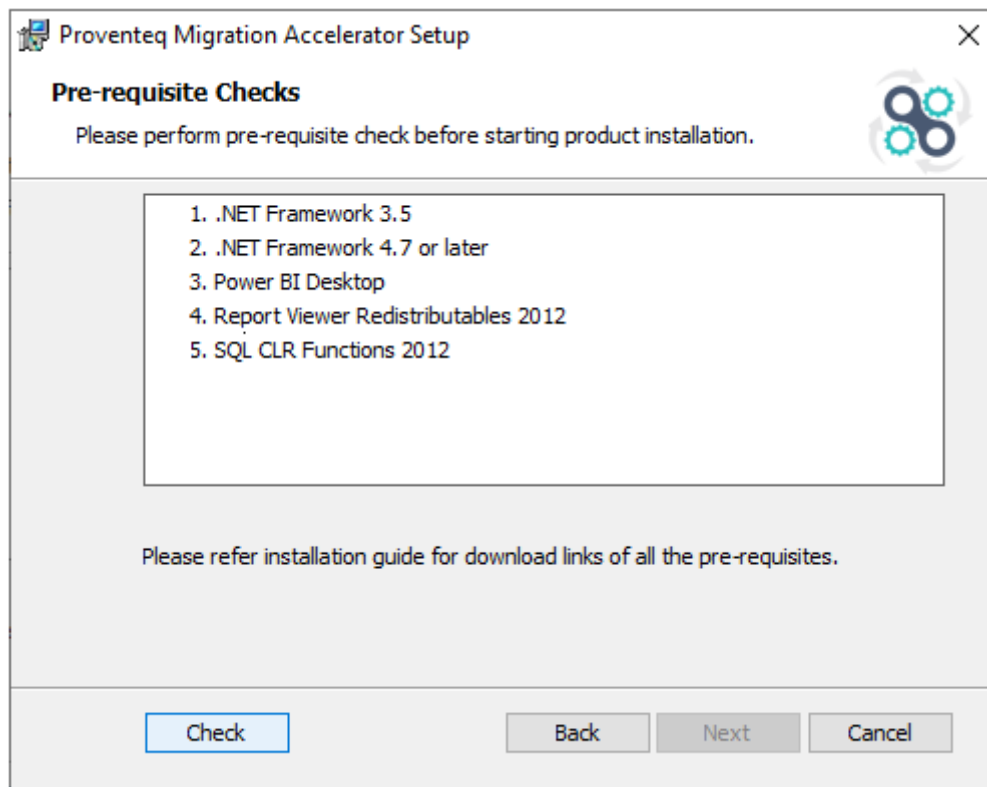 Proventeq Migration Accelerator Setup
Pre-requisite Checks
Please perform pre-requisite check before starting product installation.
1. .NET Framework 3.5
2. .NET Framework 4.7 or later
3. Power BI Desktop
4. Report Viewer Redistributables 2012
5. SQL CLR Functions 2012
Please refer installation guide for download links of all the pre-requisites.
Check Back Next Cancel